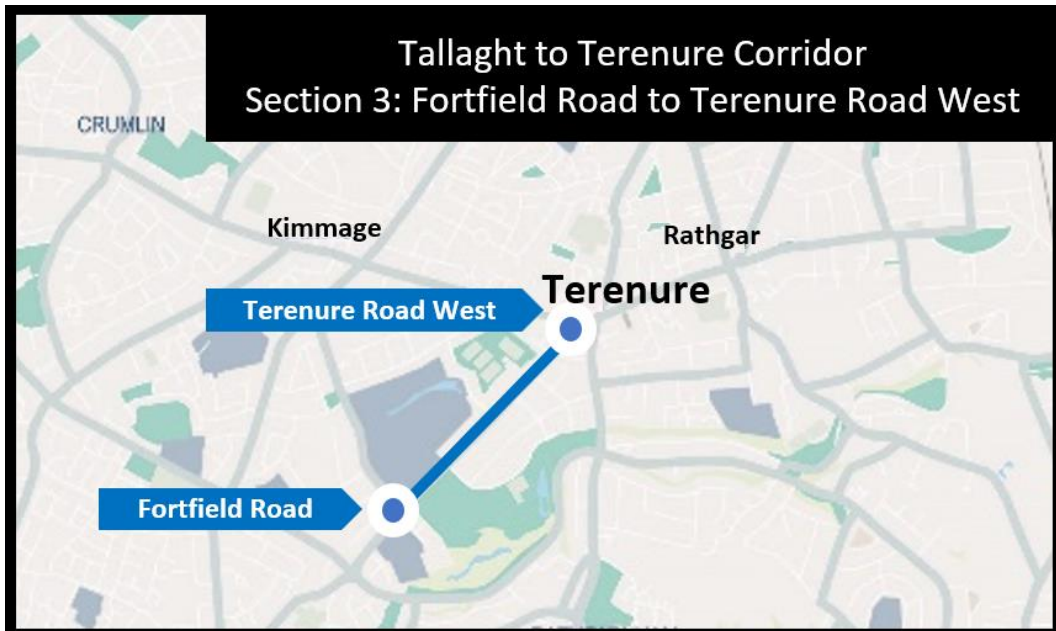 Tallaght to Terenure Corridor
Section 3: Fortfield Road to Terenure Road West
CRUMLIN
Kimmage
Rathgar
Terenure
Terenure Road West
Fortfield Road